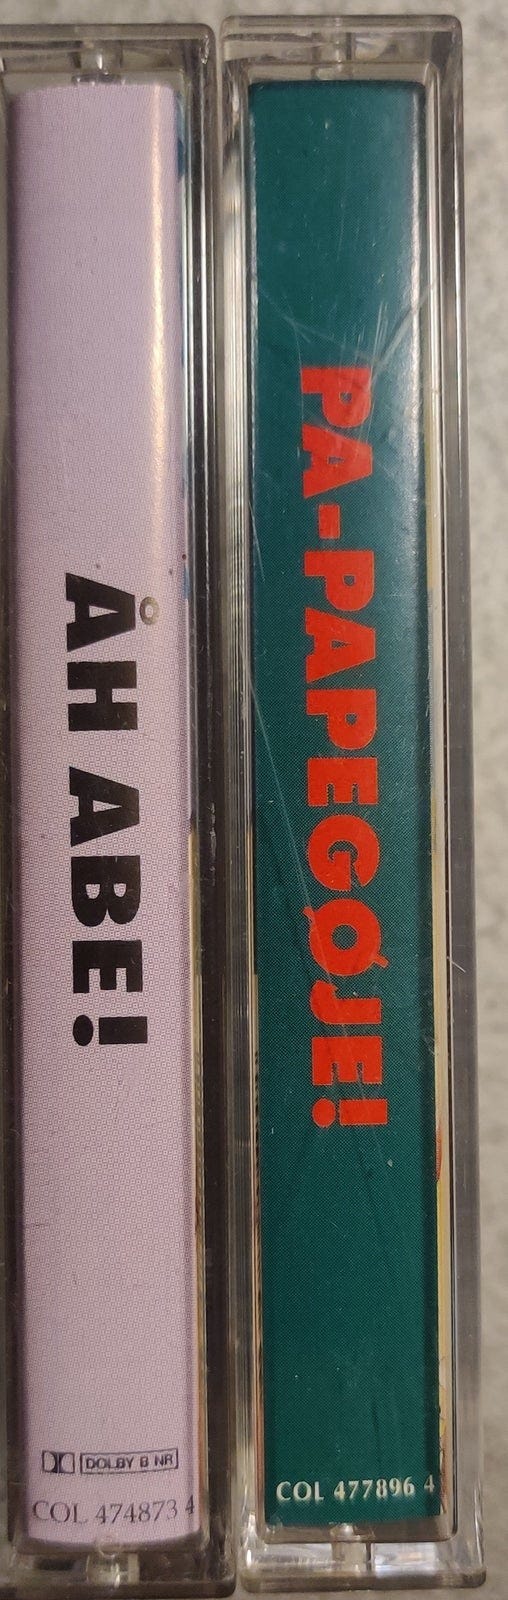 ÅH ABE!
DOLBY B NR
COL 474873 4
PA-PAPEGØJE!
COL 477896 4